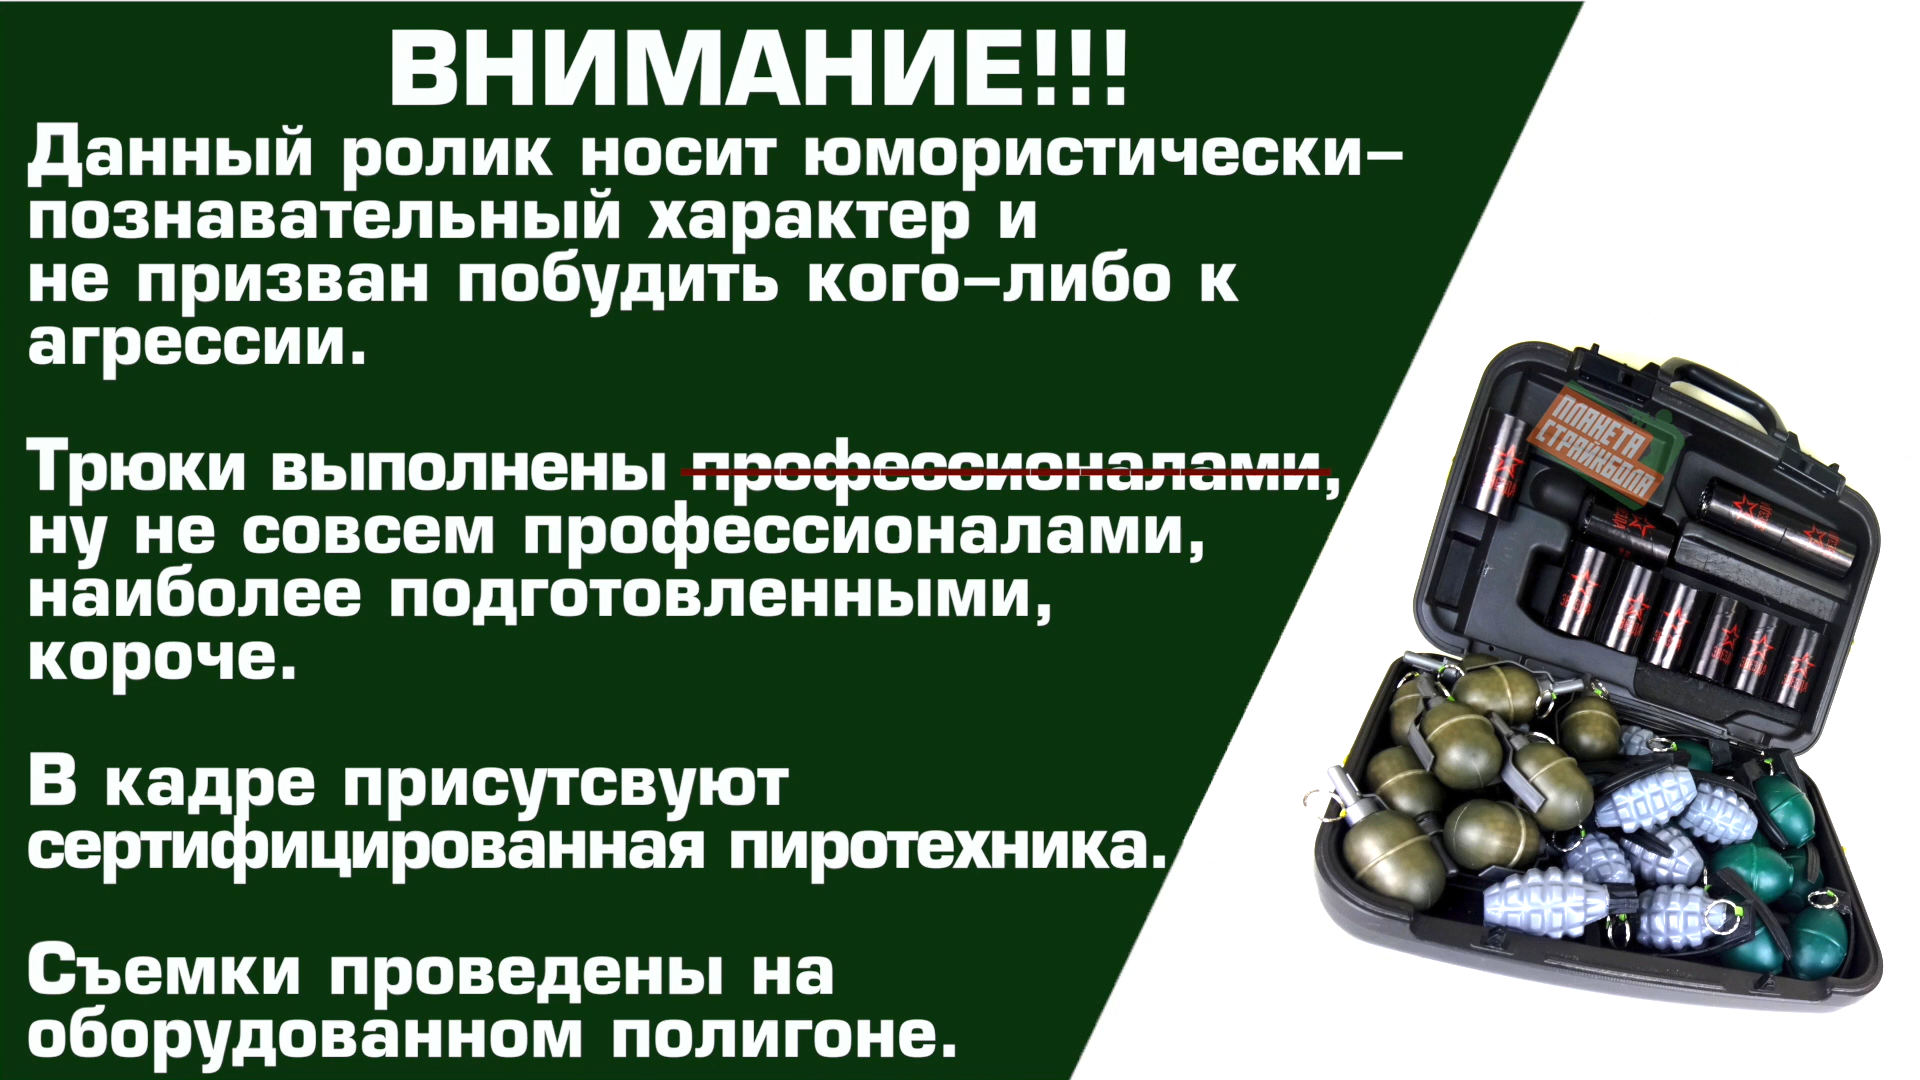 ВНИМАНИЕ!!!
Данный ролик носит юмористически–
познавательный характер и
не призван побудить кого–либо к
агрессии.
Трюки выполнены профессионалами,
ну не совсем профессионалами,
наиболее подготовленными,
короче.
В кадре присутсвуют
сертифицированная пиротехника.
Съемки проведены на
оборудованном полигоне.
ПЛАНЕТА
СТРАЙКБОЛА